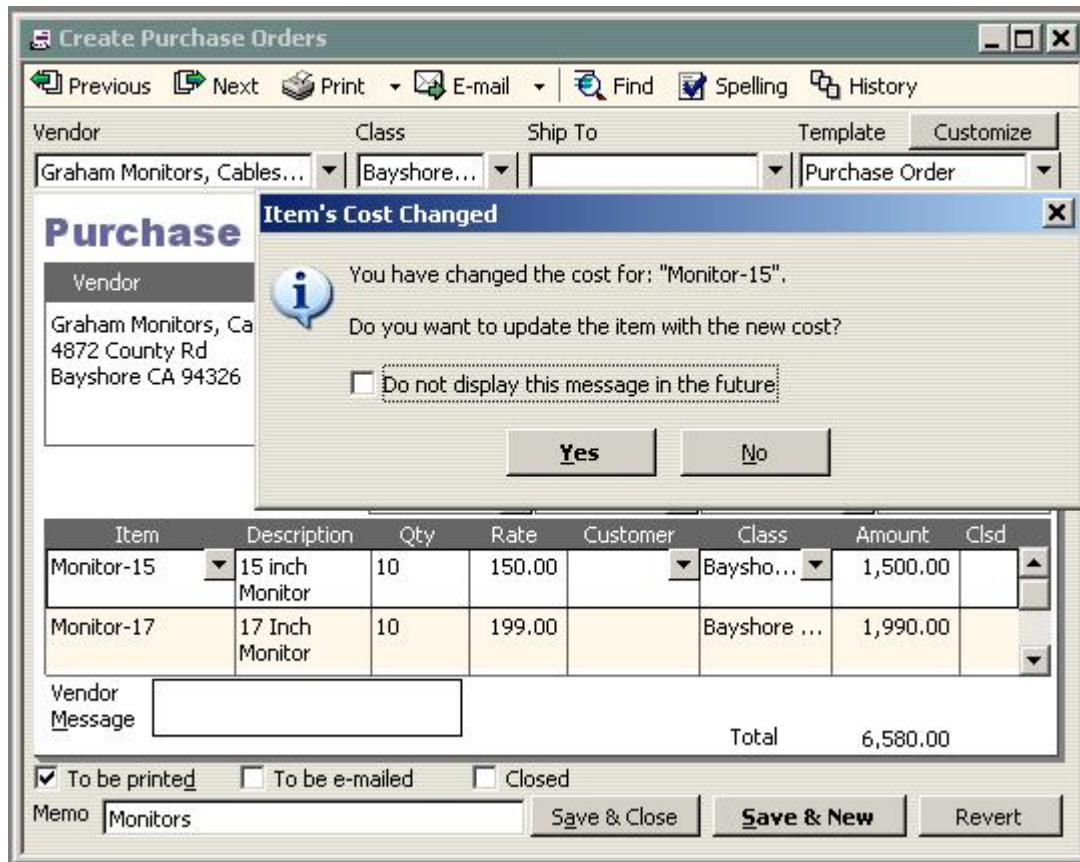 Create Purchase Orders
Previous Next Print E-mail Find Spelling History
Vendor Class Ship To Template Customize
Graham Monitors, Cables... Bayshore... Purchase Order
Item's Cost Changed
Purchase
You have changed the cost for: "Monitor-15".
Do you want to update the item with the new cost?
Do not display this message in the future
Yes No
Vendor
Graham Monitors, Ca
4872 County Rd
Bayshore CA 94326
Item Description Qty Rate Customer Class Amount Clsd
Monitor-15 15 inch 10 150.00 Baysho... 1,500.00
Monitor
Monitor-17 17 Inch 10 199.00 Bayshore ... 1,990.00
Monitor
Vendor
Message
Total 6,580.00
To be printed To be e-mailed Closed
Memo Monitors Save & Close Save & New Revert